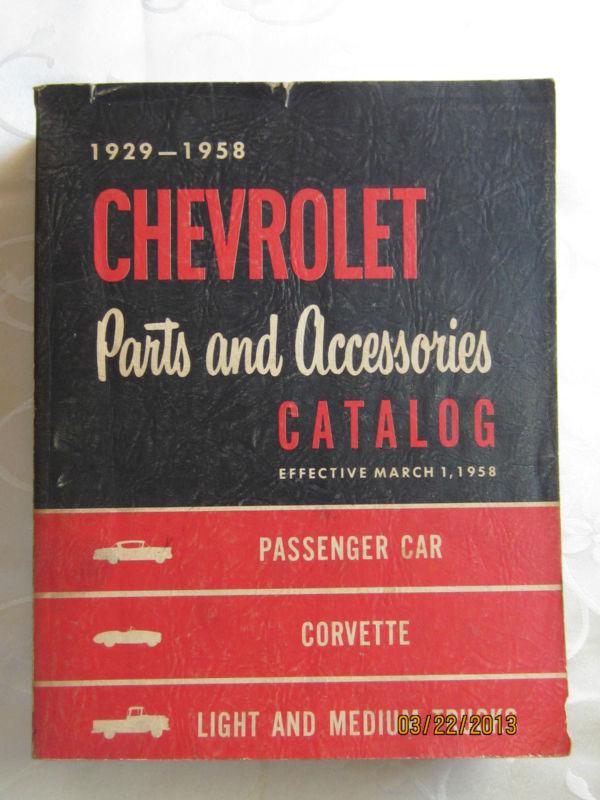 1929—1958
CHEVROLET
Parts and Accessories
CATALOG
EFFECTIVE MARCH 1, 1958
PASSENGER CAR
CORVETTE
LIGHT AND MEDIUM TRUCKS
03/22/2013